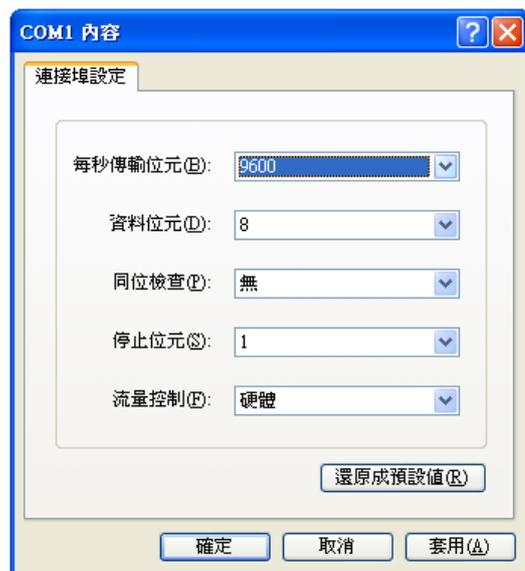 COM1 內容
連接埠設定
每秒傳輸位元(B): 9600
資料位元(D): 8
同位檢查(P): 無
停止位元(S): 1
流量控制(F): 硬體
還原成預設值(R)
確定 取消 套用(A)